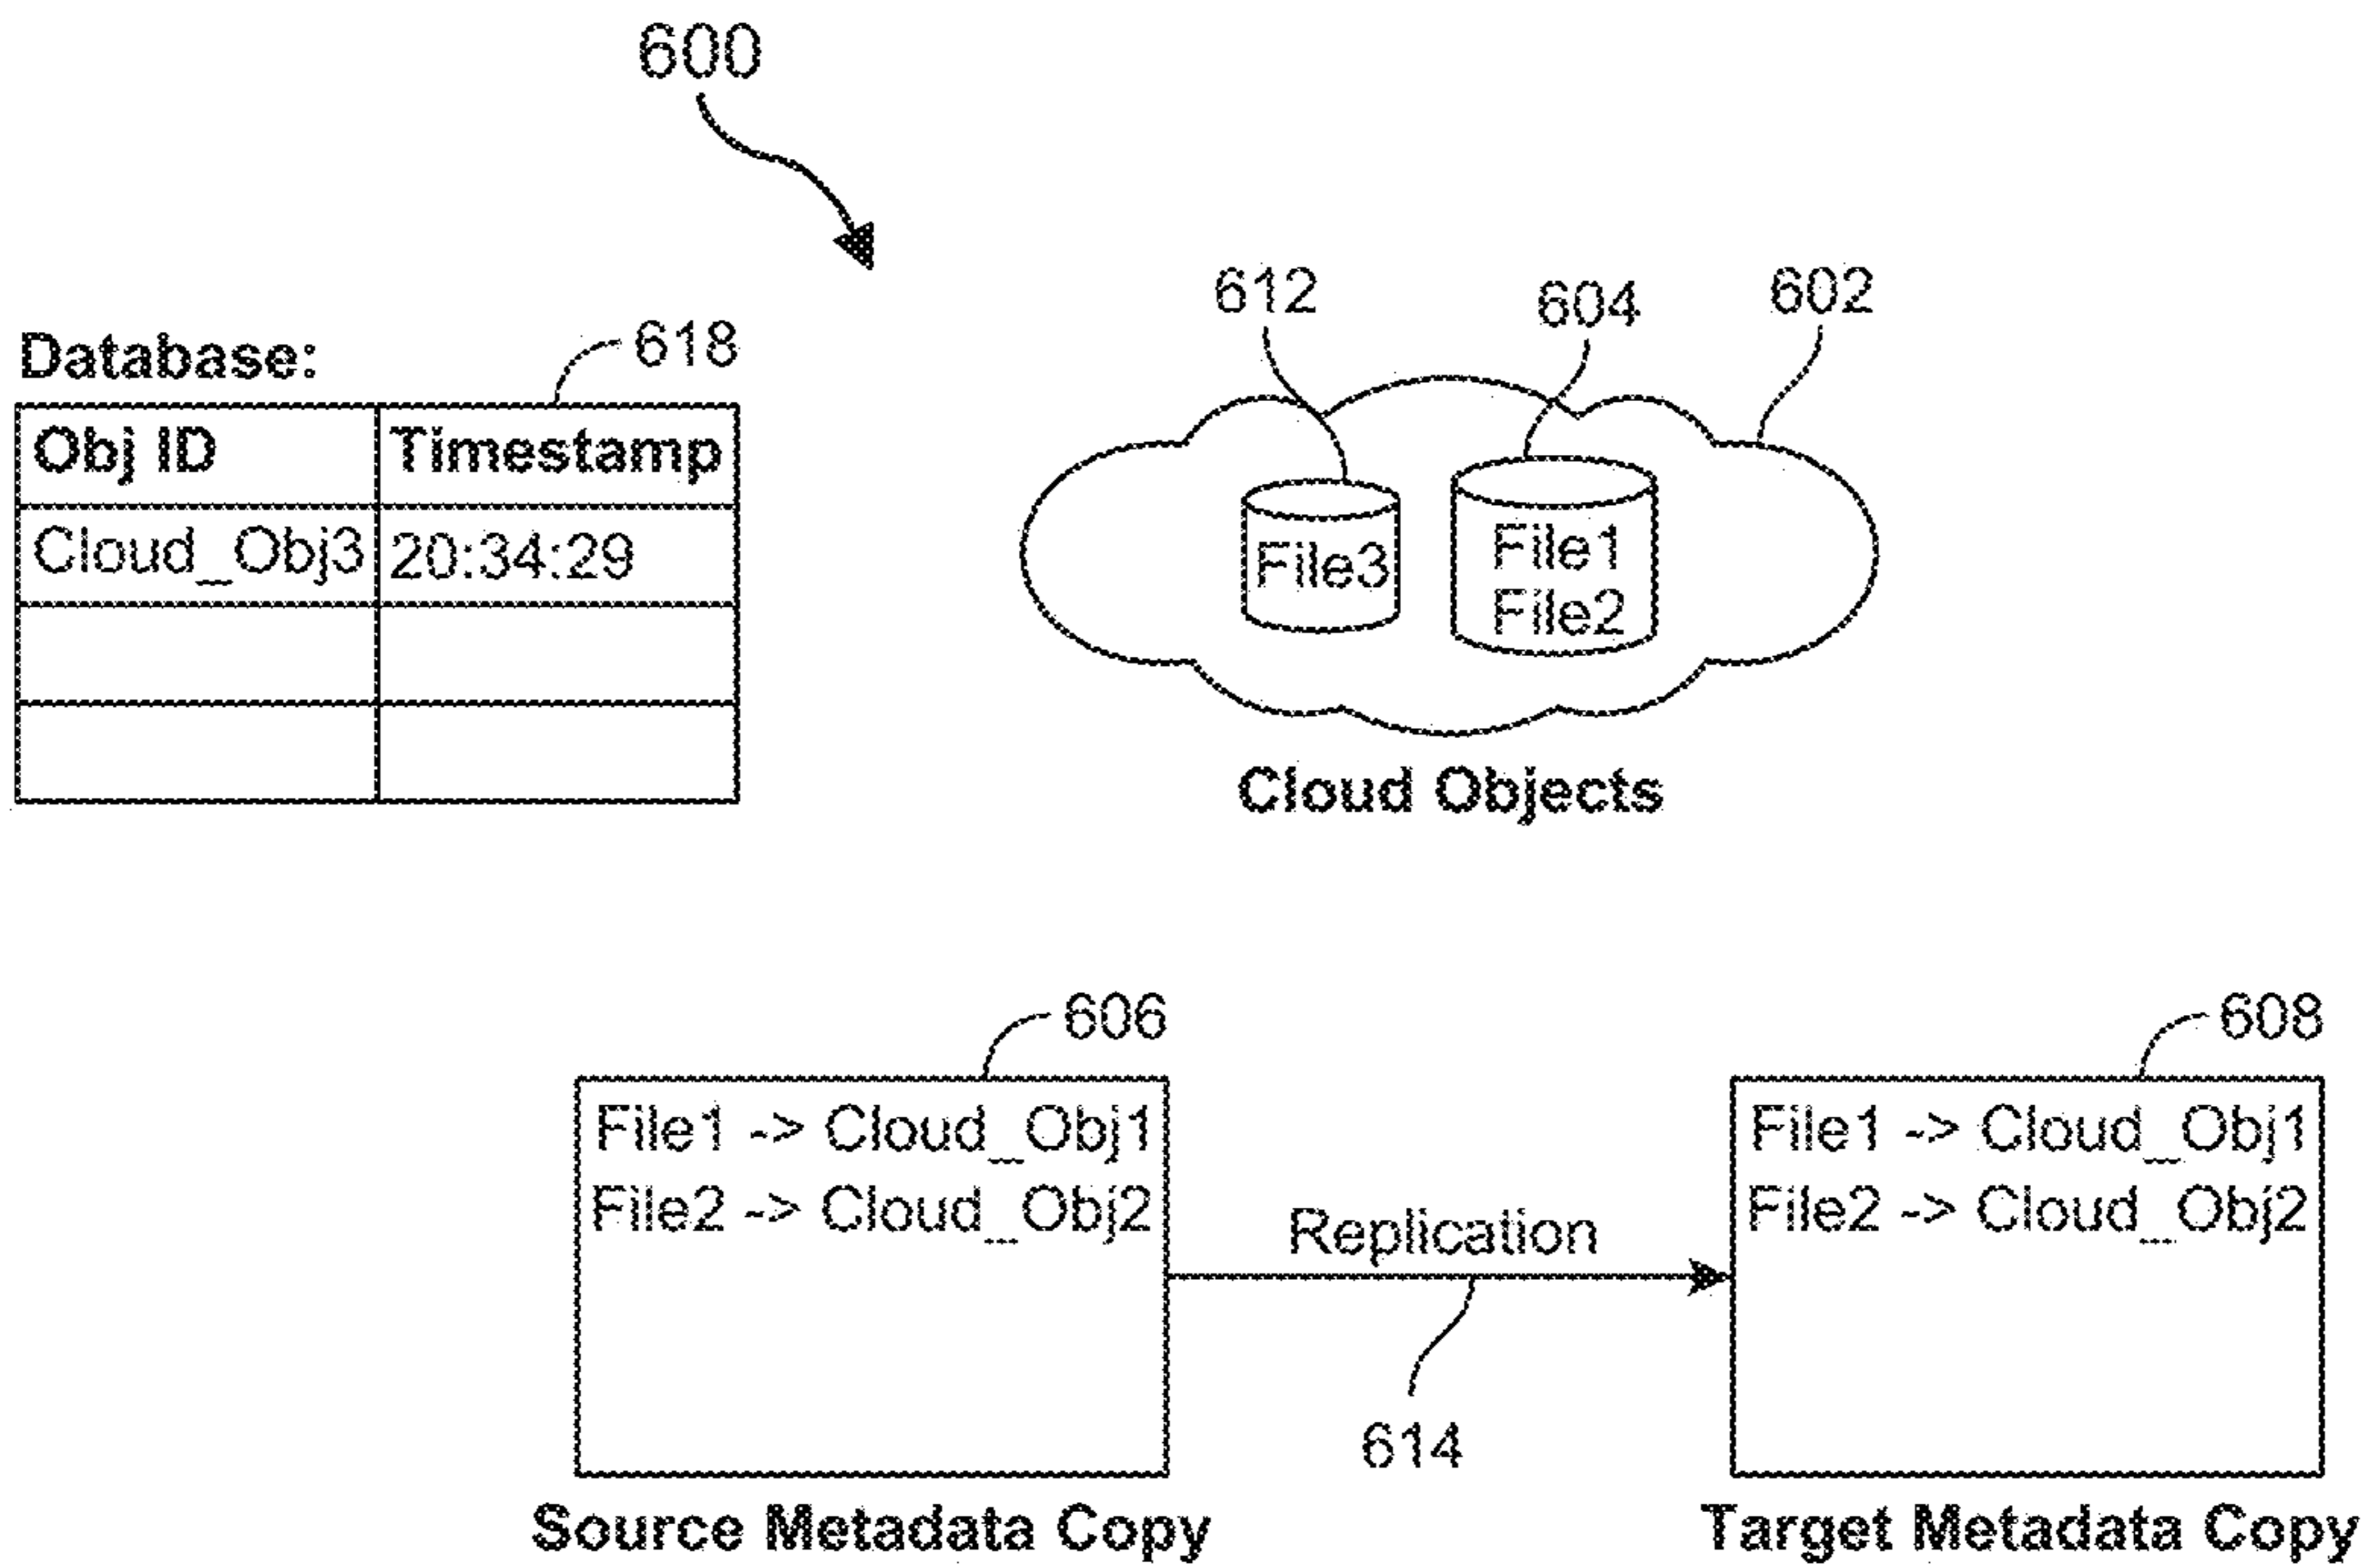 600
612
604
602
Database:
618
Obj ID Timestamp
Cloud_Obj3 20:34:29
File3
File1
File2
Cloud Objects
606
608
File1 -> Cloud_Obj1
File2 -> Cloud_Obj2
Replication
614
File1 -> Cloud_Obj1
File2 -> Cloud_Obj2
Source Metadata Copy
Target Metadata Copy